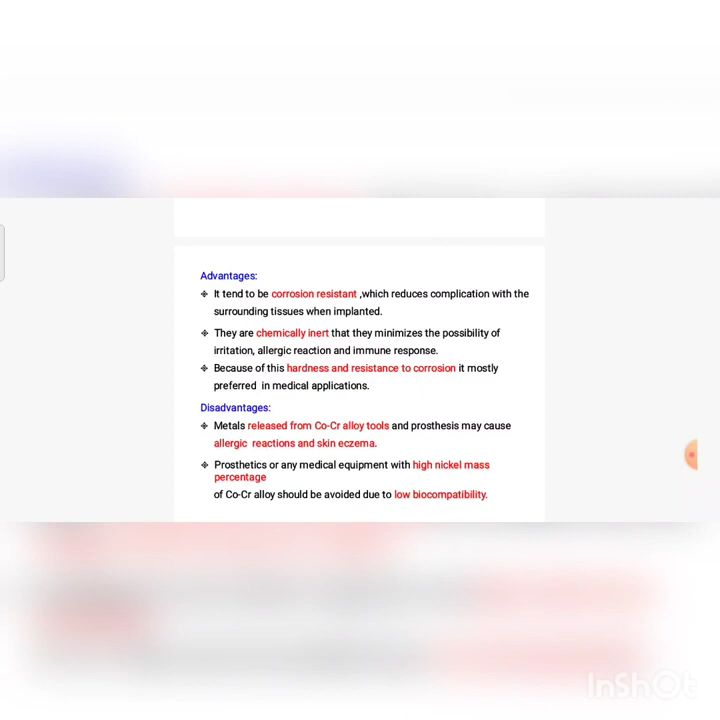 Advantages:
❖ It tend to be corrosion resistant ,which reduces complication with the
surrounding tissues when implanted.
❖ They are chemically inert that they minimizes the possibility of
irritation, allergic reaction and immune response.
❖ Because of this hardness and resistance to corrosion it mostly
preferred in medical applications.
Disadvantages:
❖ Metals released from Co-Cr alloy tools and prosthesis may cause
allergic reactions and skin eczema.
❖ Prosthetics or any medical equipment with high nickel mass
percentage
of Co-Cr alloy should be avoided due to low biocompatibility.
InShOt